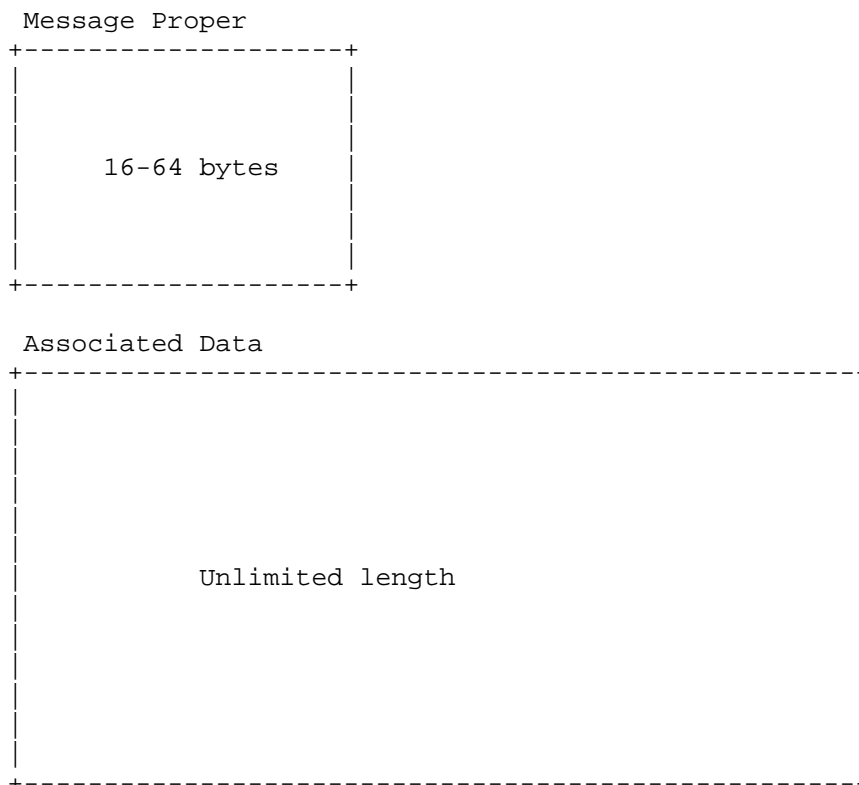 Message Proper
16-64 bytes
Associated Data
Unlimited length